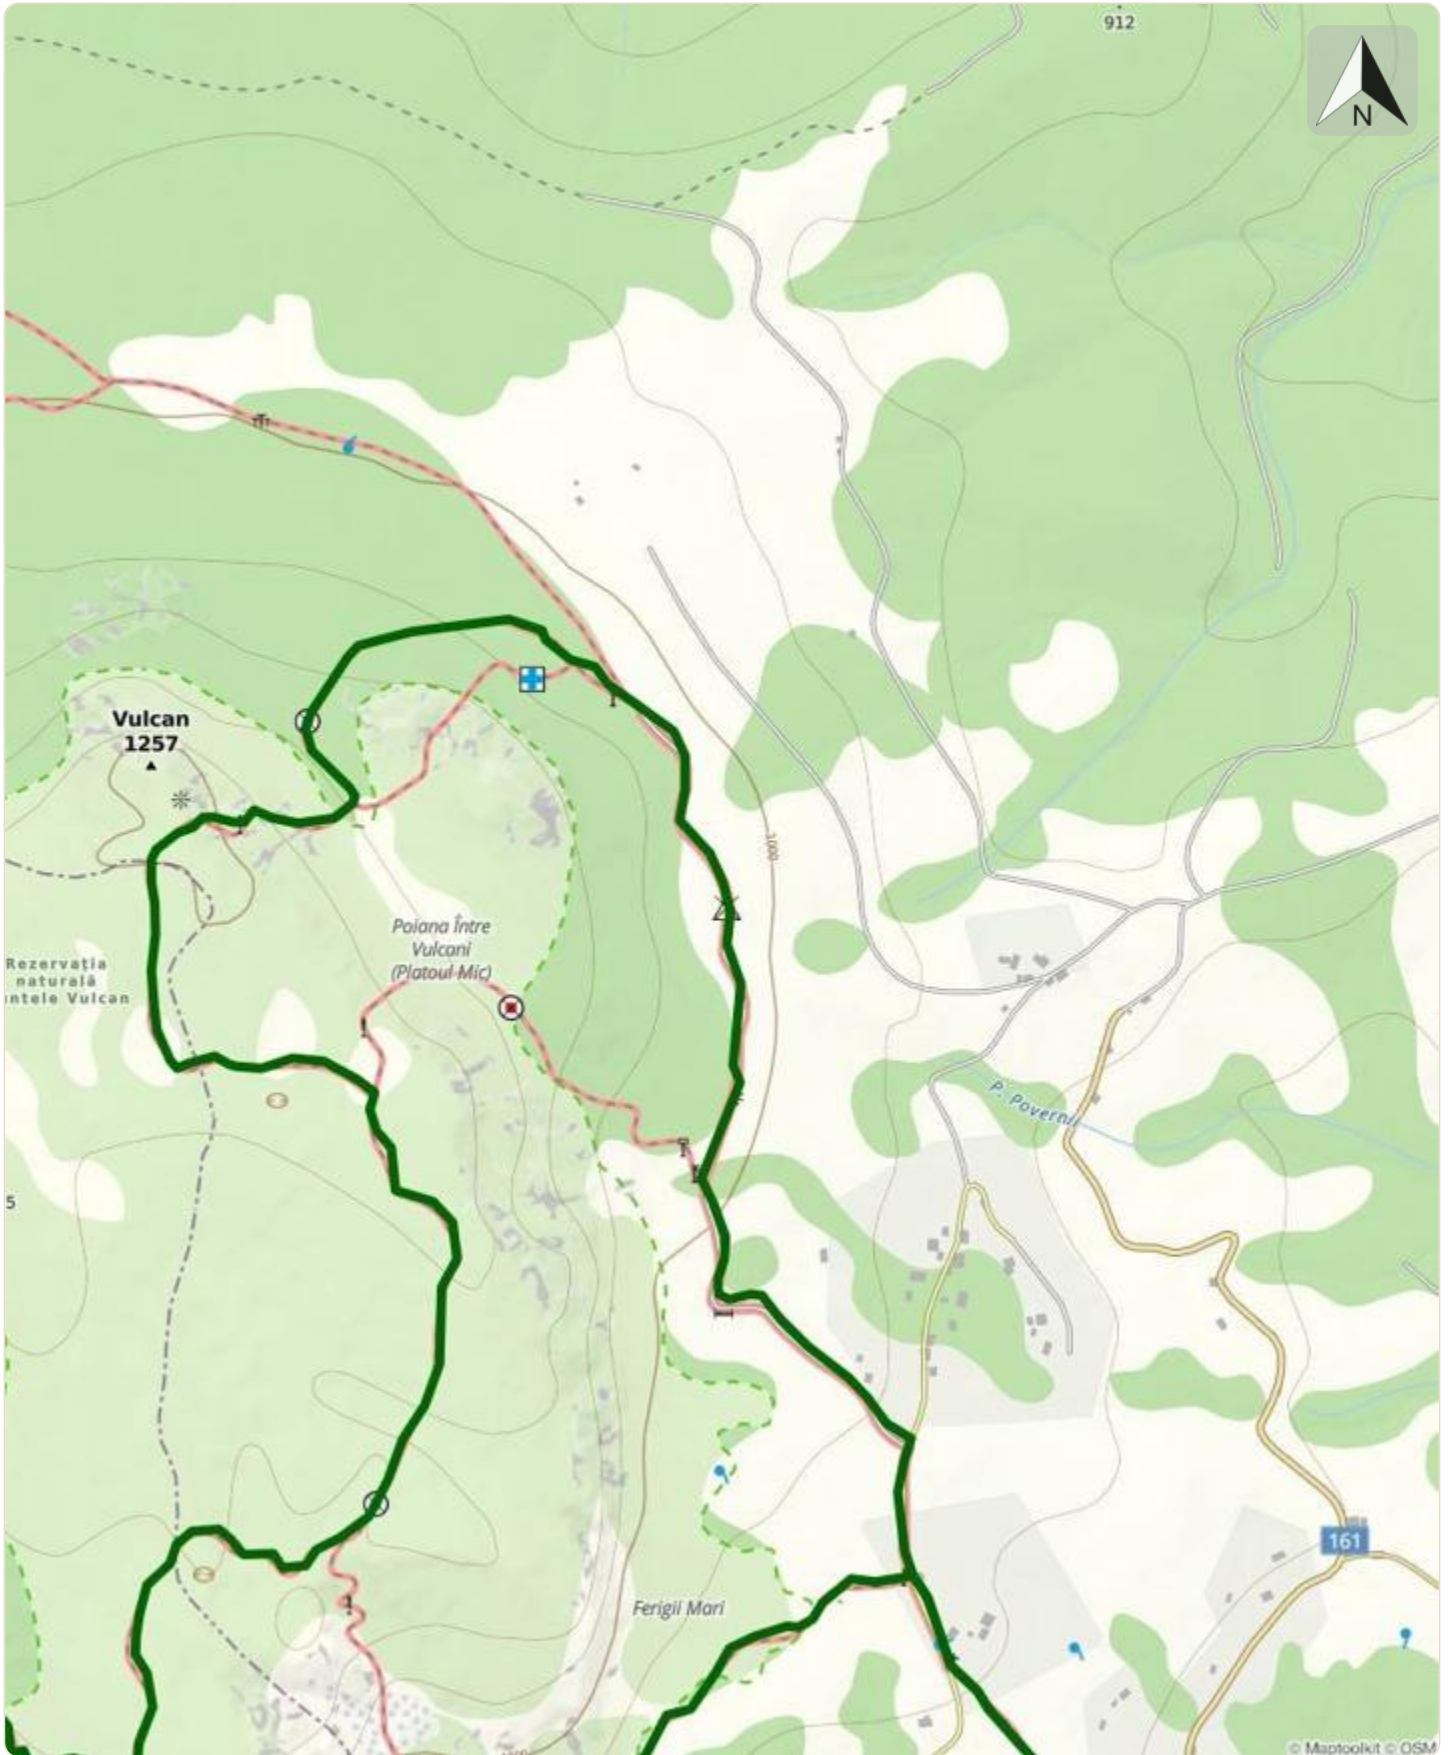 912
N
Vulcan
1257
1000
Poiana Între
Vulcani
(Platoul Mic)
Rezervația
naturală
ntele Vulcan
P. Povernii
5
161
Ferigii Mari
© Maptoolkit © OSM